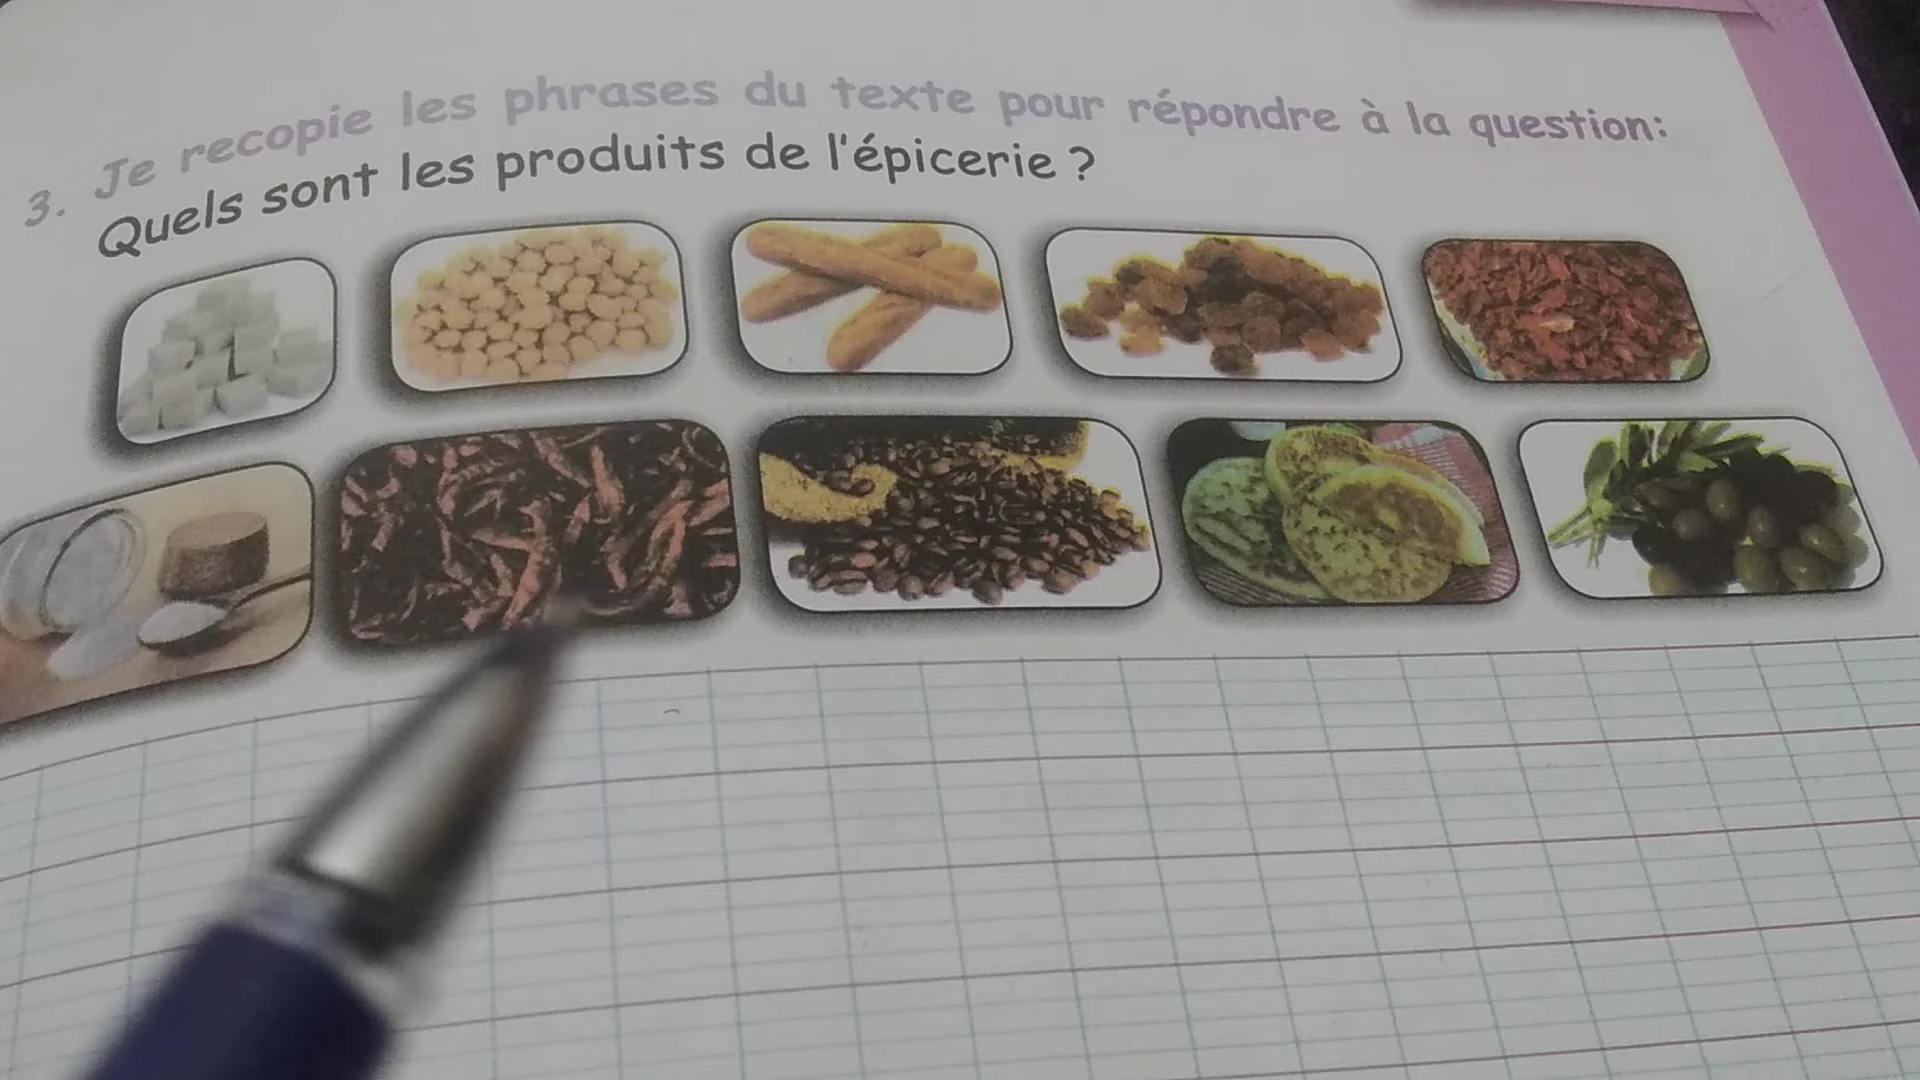 3. Je recopie les phrases du texte pour répondre à la question:
Quels sont les produits de l'épicerie ?